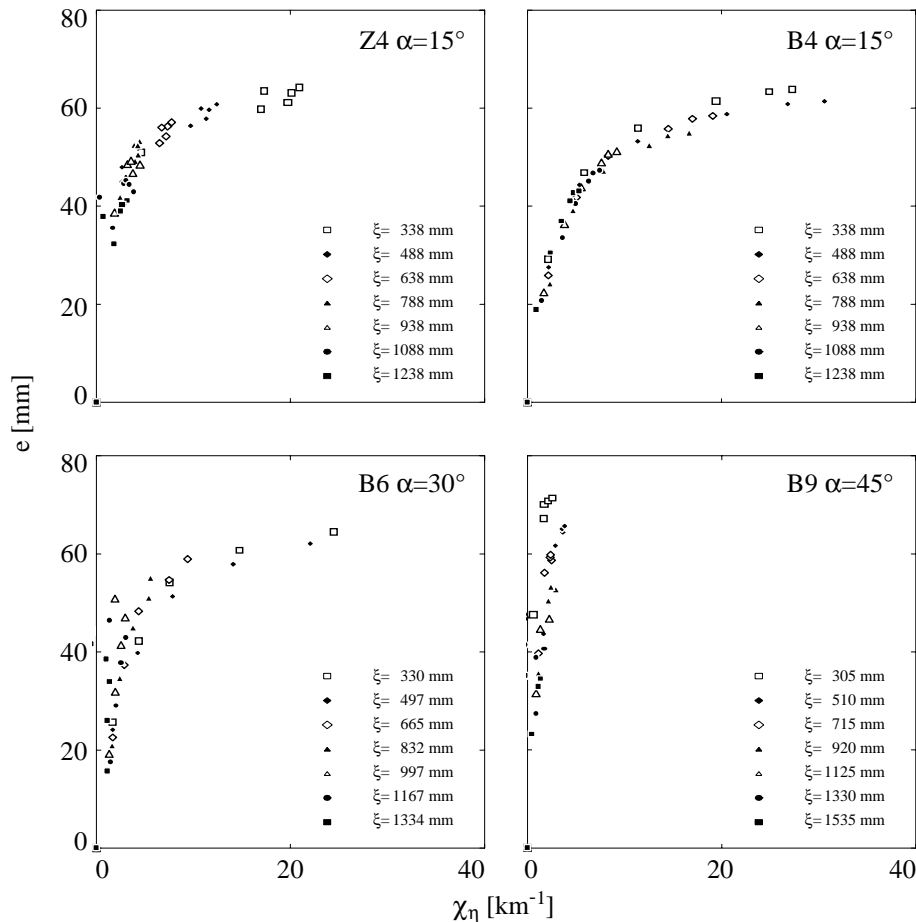 80
60
40
20
0
Z4 α=15°
ξ= 338 mm
ξ= 488 mm
ξ= 638 mm
ξ= 788 mm
ξ= 938 mm
ξ=1088 mm
ξ=1238 mm
B4 α=15°
ξ= 338 mm
ξ= 488 mm
ξ= 638 mm
ξ= 788 mm
ξ= 938 mm
ξ=1088 mm
ξ=1238 mm
e [mm]
80
60
40
20
0
B6 α=30°
ξ= 330 mm
ξ= 497 mm
ξ= 665 mm
ξ= 832 mm
ξ= 997 mm
ξ=1167 mm
ξ=1334 mm
0 20 40
B9 α=45°
ξ= 305 mm
ξ= 510 mm
ξ= 715 mm
ξ= 920 mm
ξ=1125 mm
ξ=1330 mm
ξ=1535 mm
0 20 40
χη [km⁻¹]